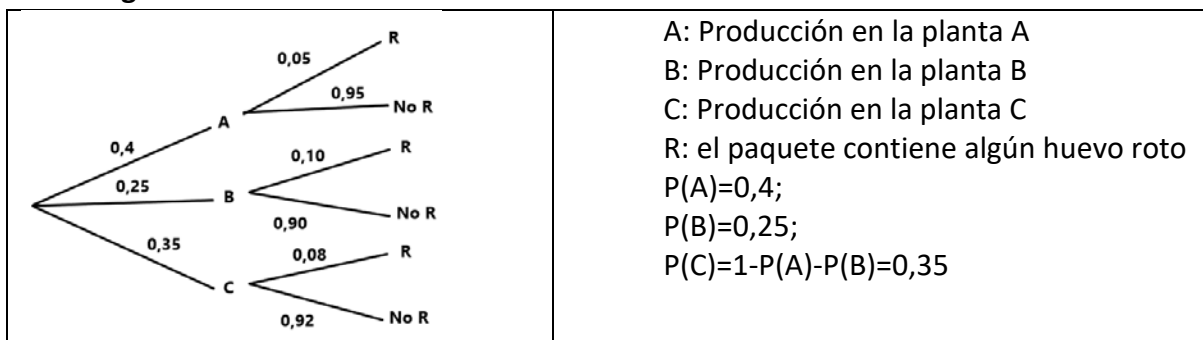 R
0,05
0,95
No R
A
0,4
0,10
R
0,25
B
0,90
No R
0,35
0,08
R
C
0,92
No R
A: Producción en la planta A
B: Producción en la planta B
C: Producción en la planta C
R: el paquete contiene algún huevo roto
P(A)=0,4;
P(B)=0,25;
P(C)=1-P(A)-P(B)=0,35